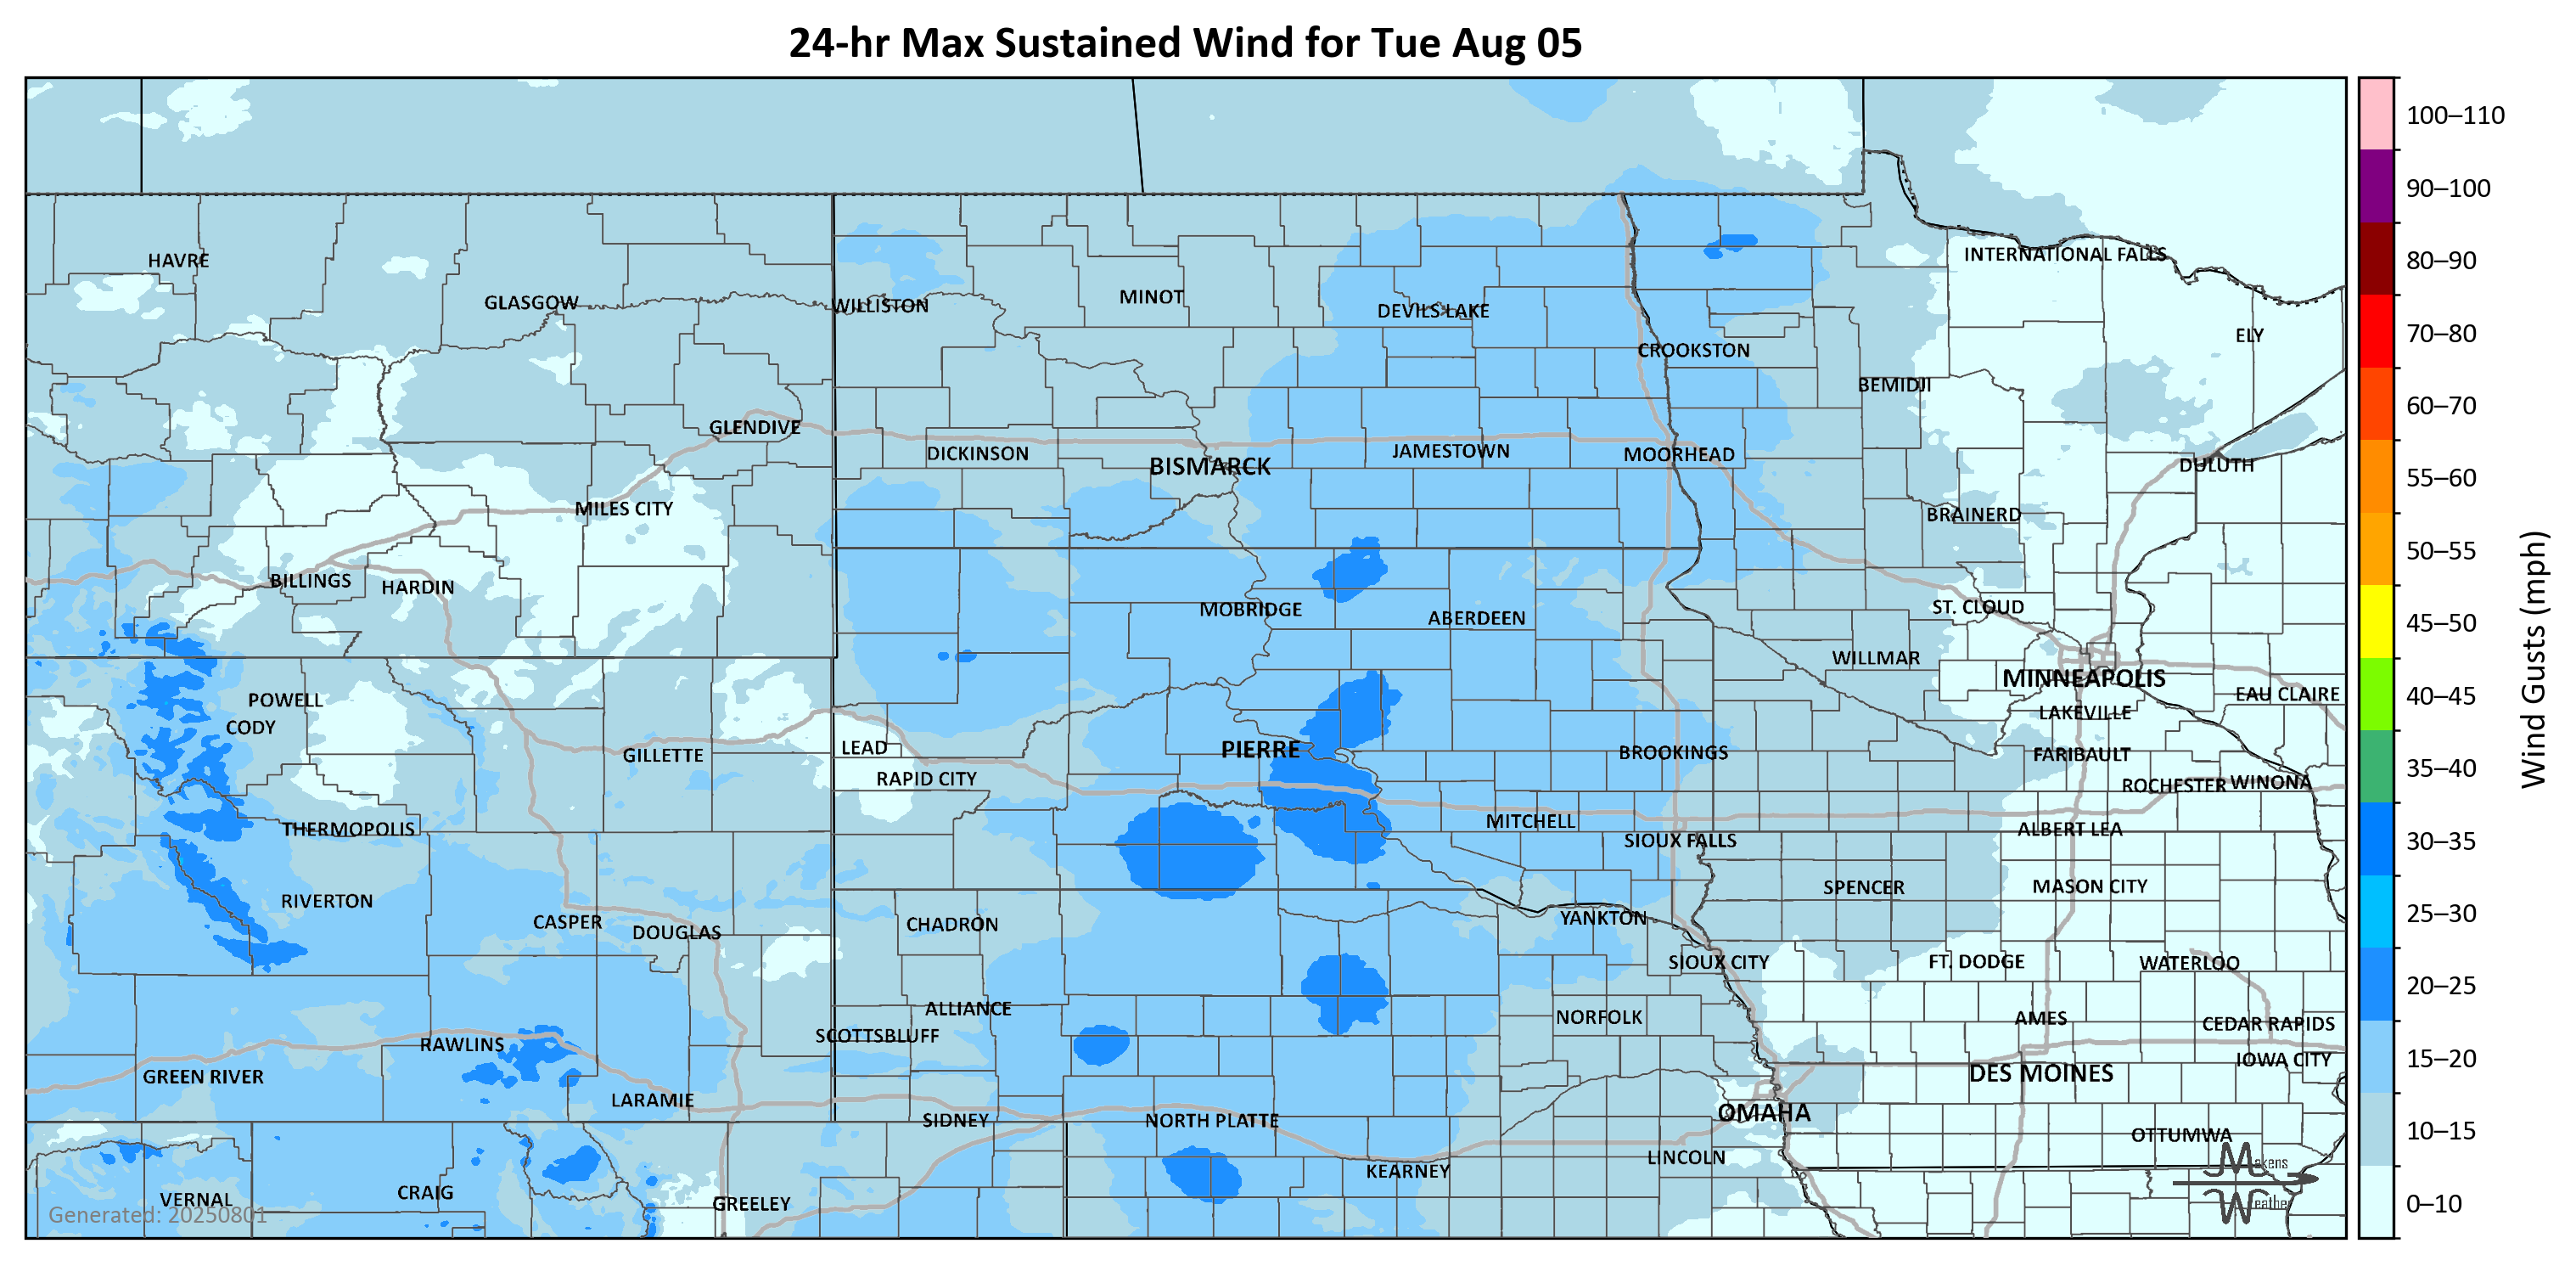 24-hr Max Sustained Wind for Tue Aug 05
100–110
90–100
80–90
70–80
60–70
55–60
50–55
45–50
40–45
35–40
30–35
25–30
20–25
15–20
10–15
0–10
Wind Gusts (mph)
HAVRE
INTERNATIONAL FALLS
GLASGOW
WILLISTON
MINOT
DEVILS LAKE
ELY
CROOKSTON
BEMIDJI
GLENDIVE
DICKINSON
BISMARCK
JAMESTOWN
MOORHEAD
DULUTH
MILES CITY
BRAINERD
BILLINGS
HARDIN
MOBRIDGE
ABERDEEN
ST. CLOUD
WILLMAR
MINNEAPOLIS
EAU CLAIRE
POWELL
CODY
LAKEVILLE
GILLETTE
LEAD
PIERRE
BROOKINGS
FARIBAULT
RAPID CITY
ROCHESTER
WINONA
THERMOPOLIS
MITCHELL
SIOUX FALLS
ALBERT LEA
SPENCER
MASON CITY
RIVERTON
CASPER
DOUGLAS
CHADRON
YANKTON
SIOUX CITY
FT. DODGE
WATERLOO
ALLIANCE
NORFOLK
AMES
CEDAR RAPIDS
SCOTTSBLUFF
RAWLINS
IOWA CITY
GREEN RIVER
DES MOINES
LARAMIE
SIDNEY
NORTH PLATTE
OMAHA
OTTUMWA
LINCOLN
KEARNEY
VERNAL
CRAIG
GREELEY
Generated: 20250801
Makens
Weather